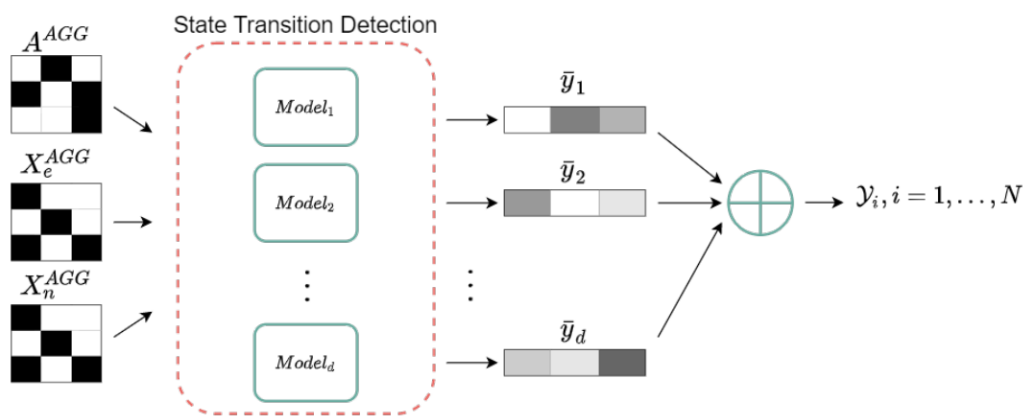 State Transition Detection
A^{AGG}
X_e^{AGG}
X_n^{AGG}
Model_1
Model_2
⋮
Model_d
ȳ_1
ȳ_2
⋮
ȳ_d
𝒴_i, i = 1, ..., N